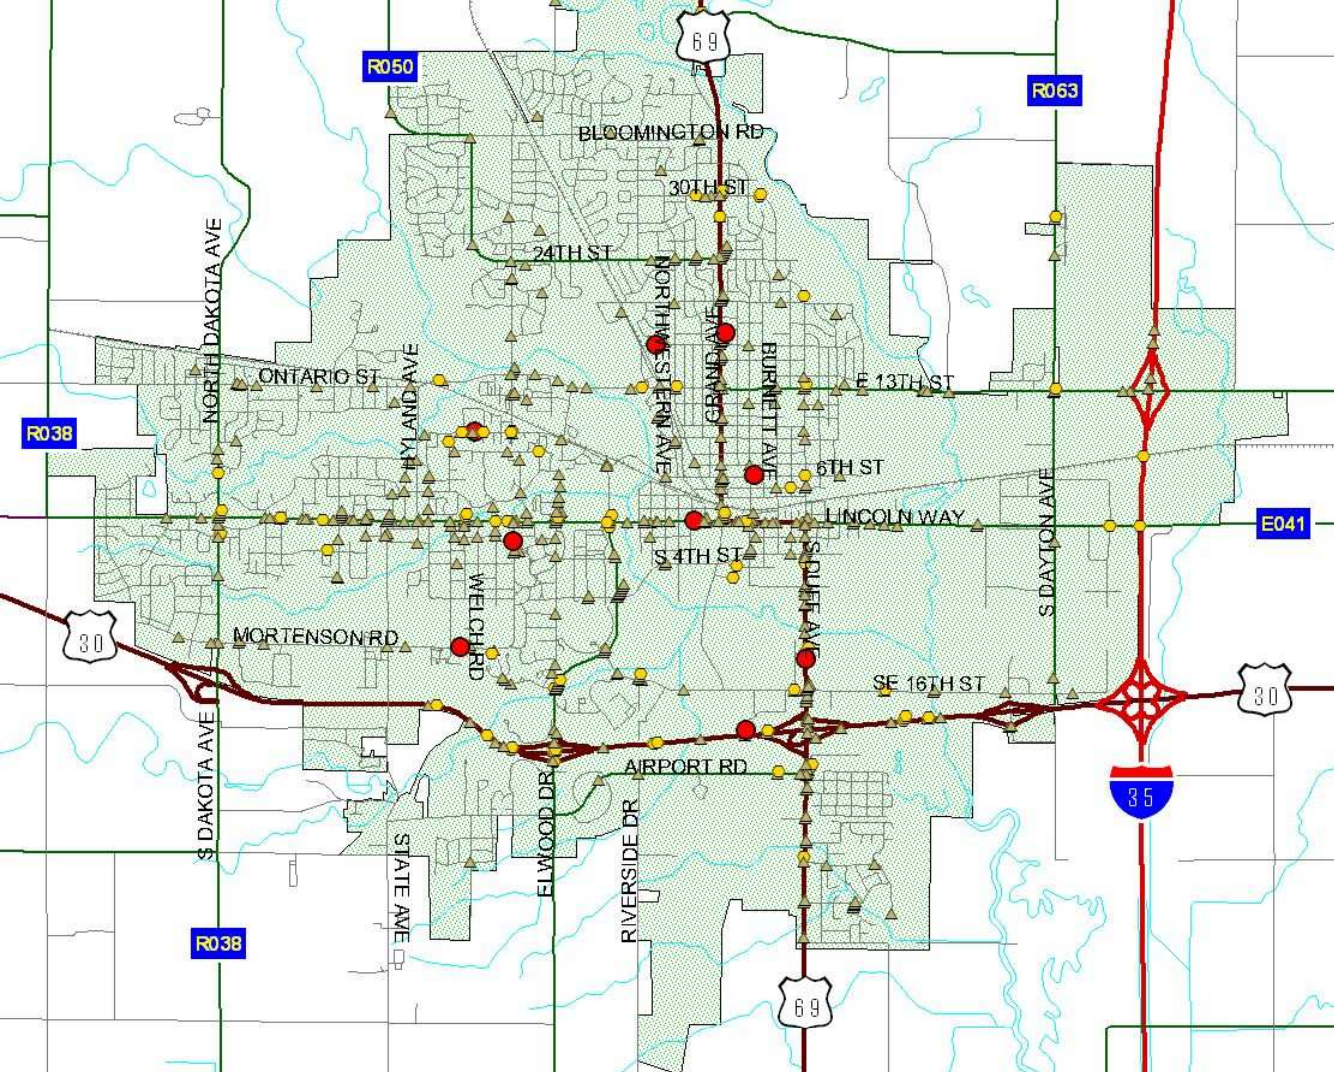 69
R050
R063
BLOOMINGTON RD
30TH ST
NORTH DAKOTA AVE
24TH ST
NORTHWESTERN AVE
GRAND AVE
BURNETT AVE
HYLAND AVE
ONTARIO ST
E 13TH ST
R038
6TH ST
LINCOLN WAY
S DAYTON AVE
E041
S 4TH ST
S DUFF AVE
WELCH RD
30
MORTENSON RD
SE 16TH ST
30
S DAKOTA AVE
AIRPORT RD
ELWOOD DR
RIVERSIDE DR
35
STATE AVE
R038
69